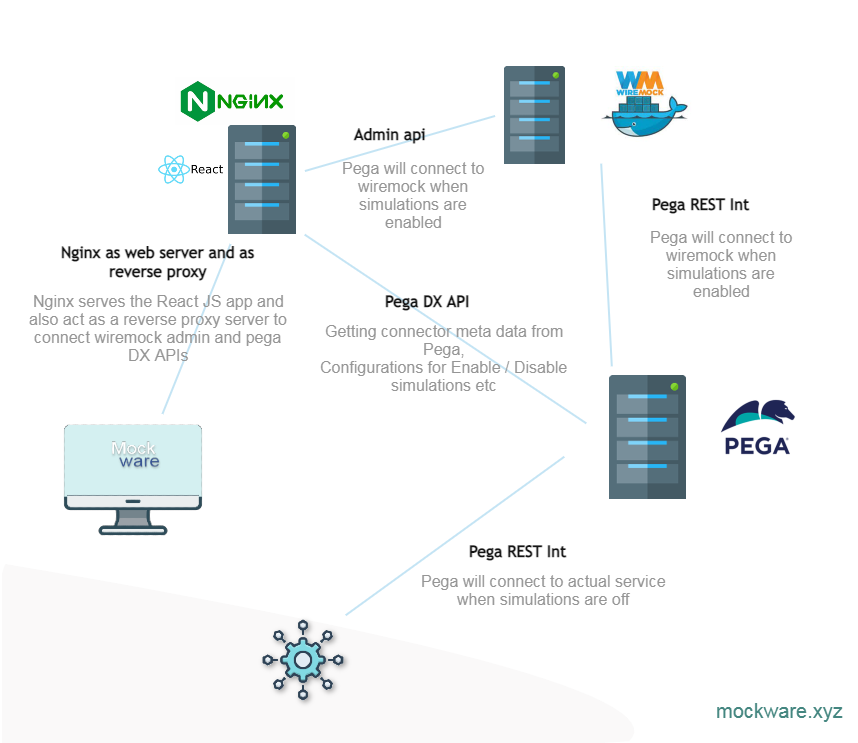 NGINX
React
WM
WIREMOCK
Admin api
Pega will connect to
wiremock when
simulations are
enabled
Pega REST Int
Pega will connect to
wiremock when
simulations are
enabled
Nginx as web server and as
reverse proxy
Nginx serves the React JS app and
also act as a reverse proxy server to
connect wiremock admin and pega
DX APIs
Pega DX API
Getting connector meta data from
Pega,
Configurations for Enable / Disable
simulations etc
PEGA
Mock
ware
Pega REST Int
Pega will connect to actual service
when simulations are off
mockware.xyz